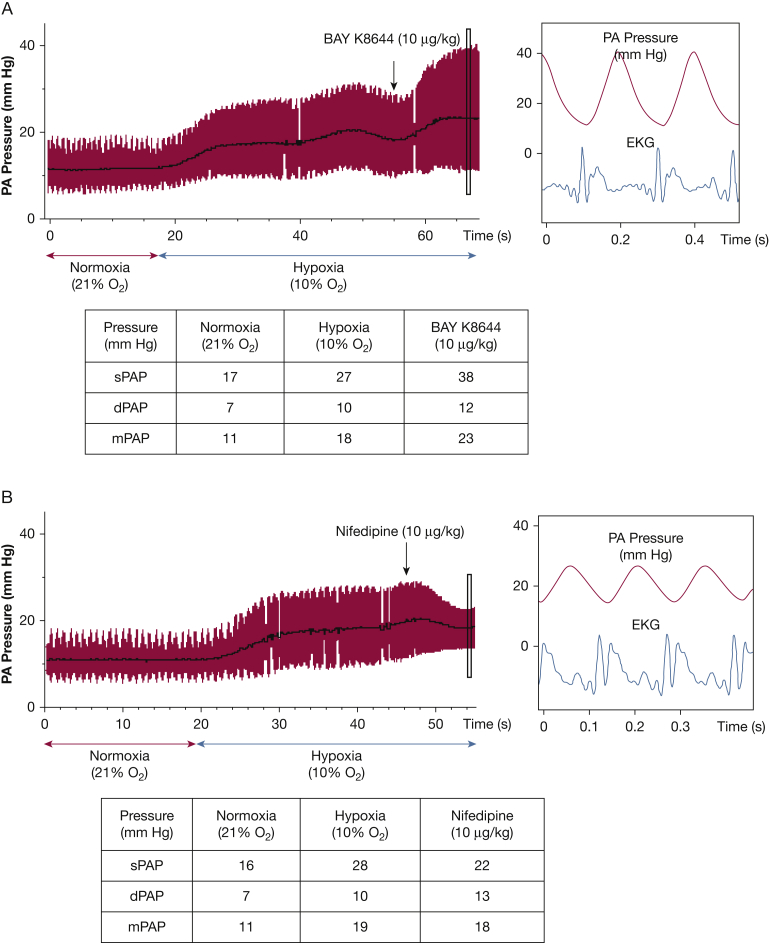 A
BAY K8644 (10 µg/kg)
PA Pressure (mm Hg)
40
20
0
0 20 40 60 Time (s)
Normoxia
(21% O₂)
Hypoxia
(10% O₂)
PA Pressure
(mm Hg)
40
20
0
EKG
0 0.2 0.4 Time (s)
Pressure (mm Hg) Normoxia (21% O₂) Hypoxia (10% O₂) BAY K8644 (10 µg/kg)
sPAP 17 27 38
dPAP 7 10 12
mPAP 11 18 23
B
Nifedipine (10 µg/kg)
PA Pressure (mm Hg)
40
20
0
0 10 20 30 40 50 Time (s)
Normoxia
(21% O₂)
Hypoxia
(10% O₂)
PA Pressure
(mm Hg)
40
20
0
EKG
0 0.1 0.2 0.3 Time (s)
Pressure (mm Hg) Normoxia (21% O₂) Hypoxia (10% O₂) Nifedipine (10 µg/kg)
sPAP 16 28 22
dPAP 7 10 13
mPAP 11 19 18